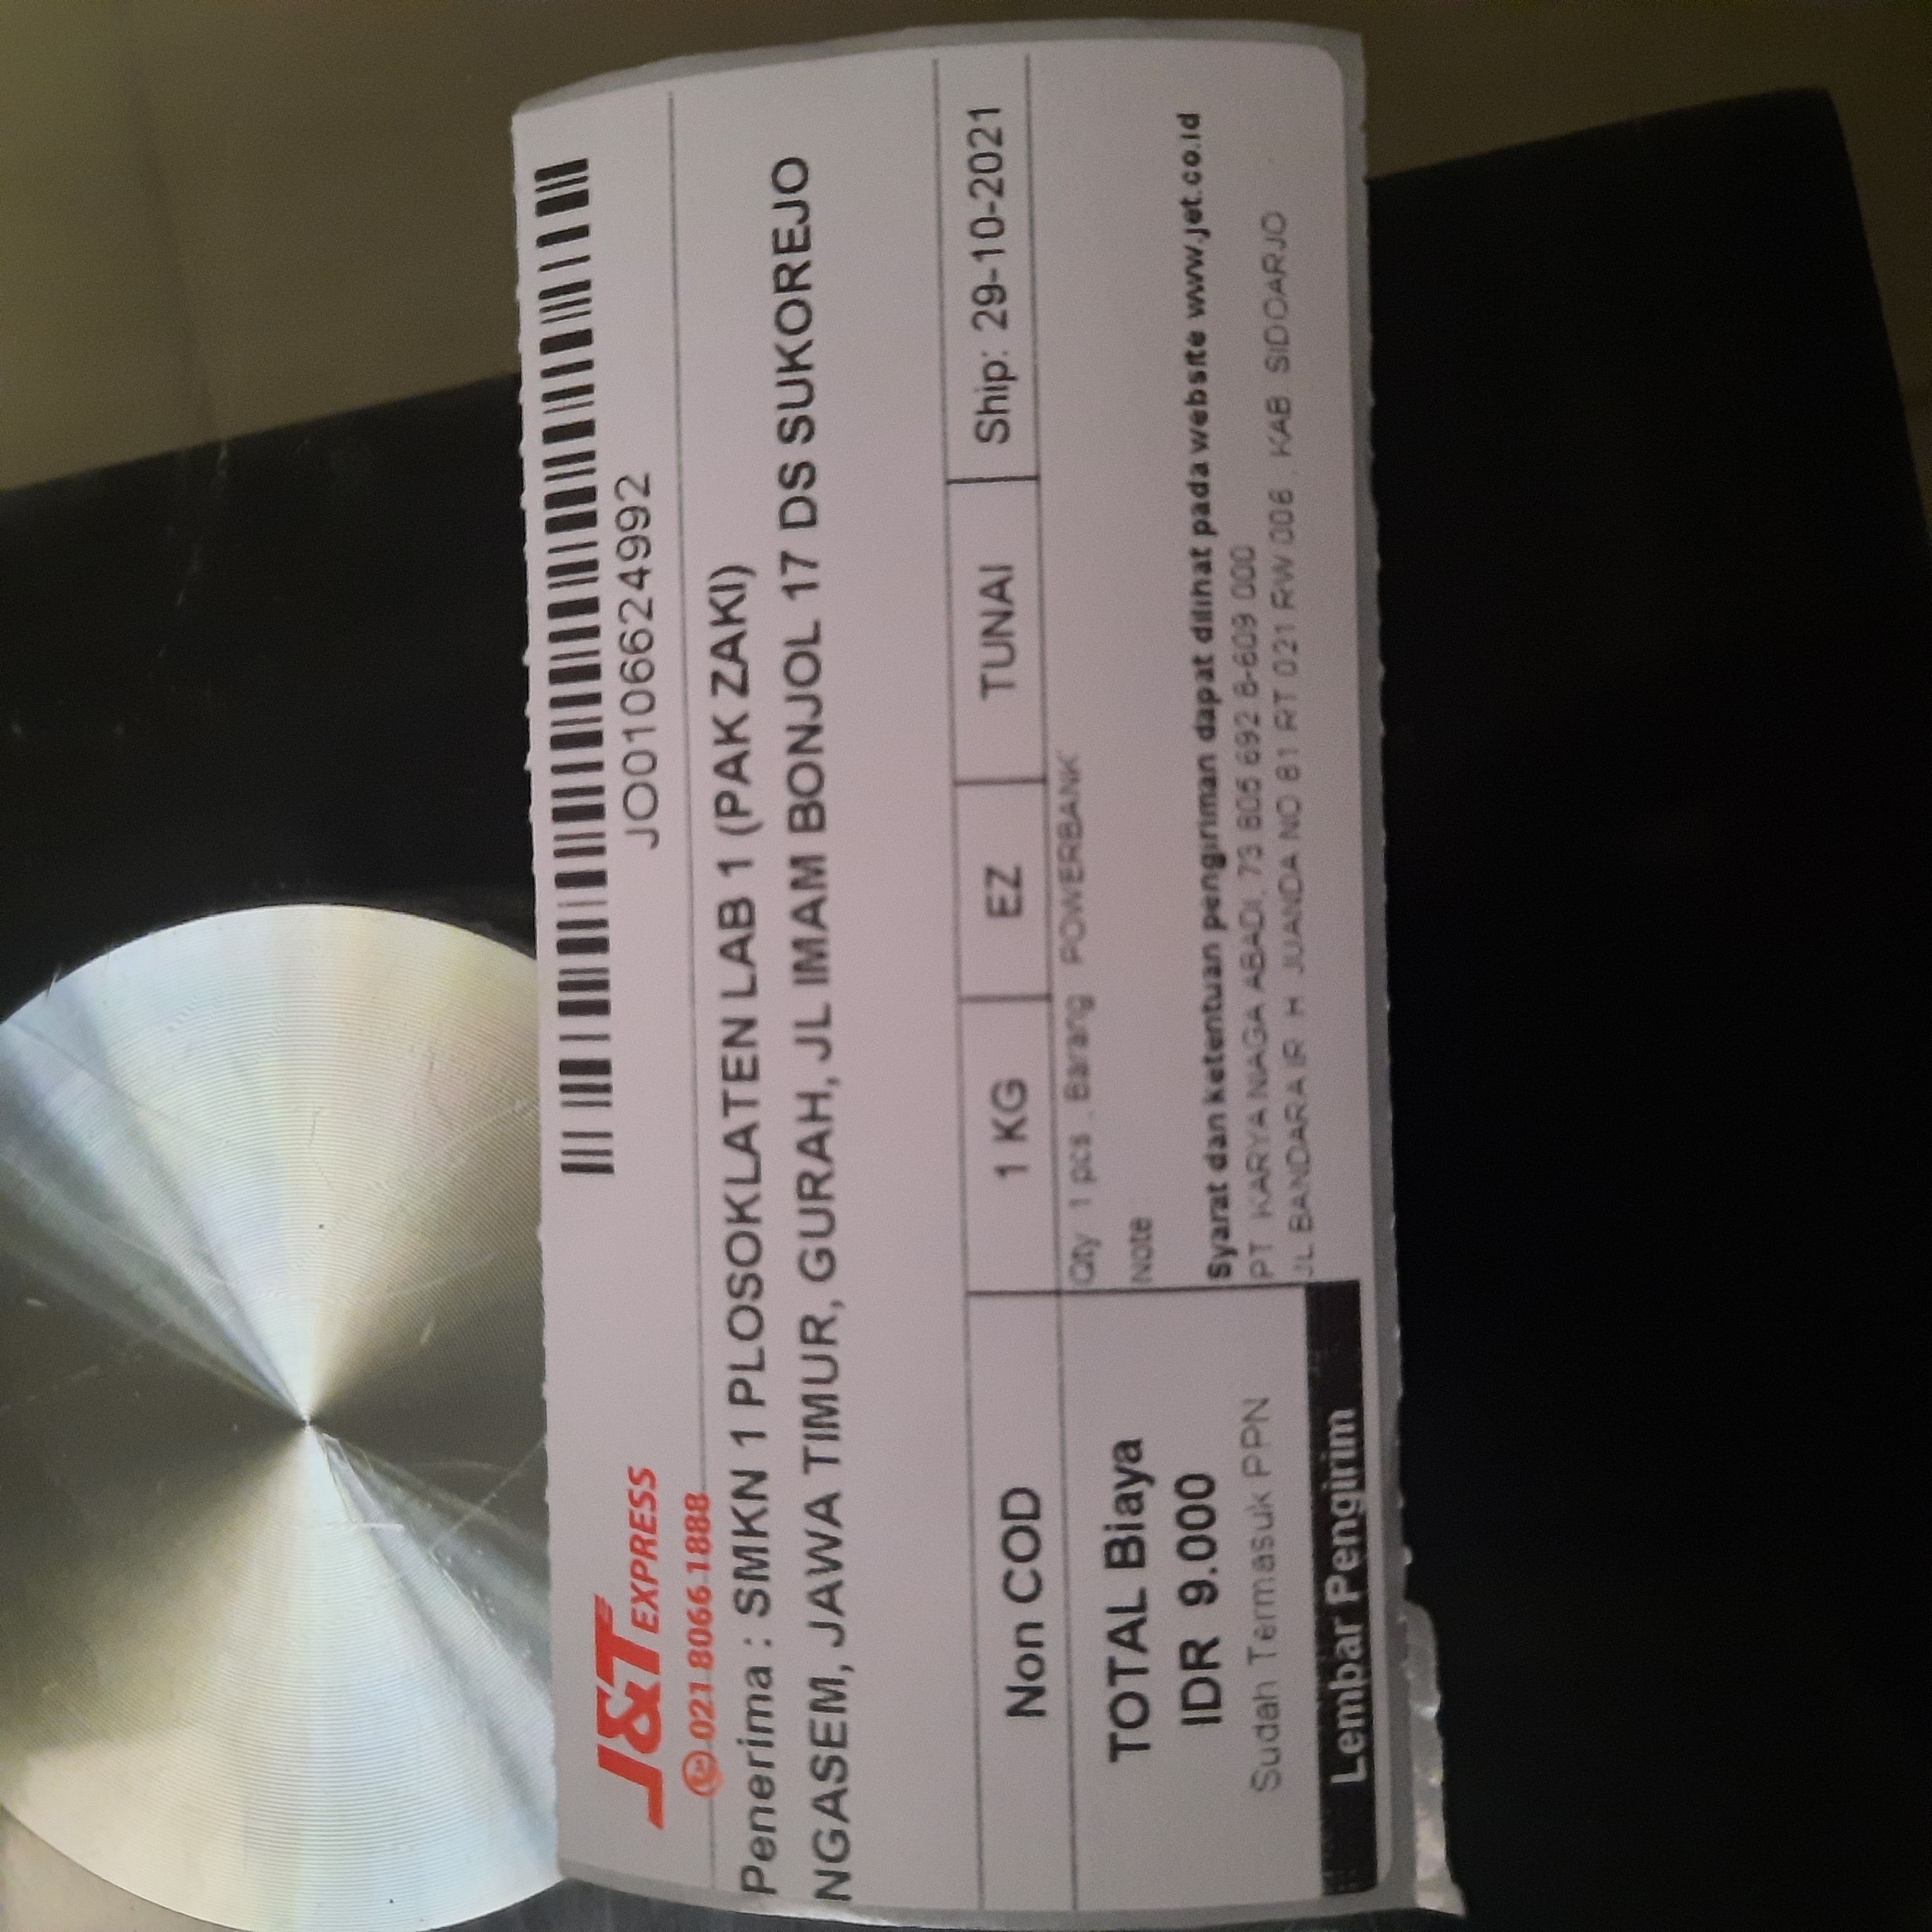 J&T EXPRESS
021 8066 1888
JO0106624992
Penerima : SMKN 1 PLOSOKLATEN LAB 1 (PAK ZAKI)
NGASEM, JAWA TIMUR, GURAH, JL IMAM BONJOL 17 DS SUKOREJO
Non COD
1 KG
EZ
TUNAI
Ship: 29-10-2021
TOTAL Biaya
IDR 9.000
Sudah Termasuk PPN
Lembar Pengirim
Qty 1 pcs , Barang POWERBANK
Note
Syarat dan ketentuan pengiriman dapat dilihat pada website www.jet.co.id
PT KARYA NIAGA ABADI, 73 805 692 8-609 000
JL BANDARA IR H JUANDA NO 81 RT 021 RW 006 , KAB SIDOARJO